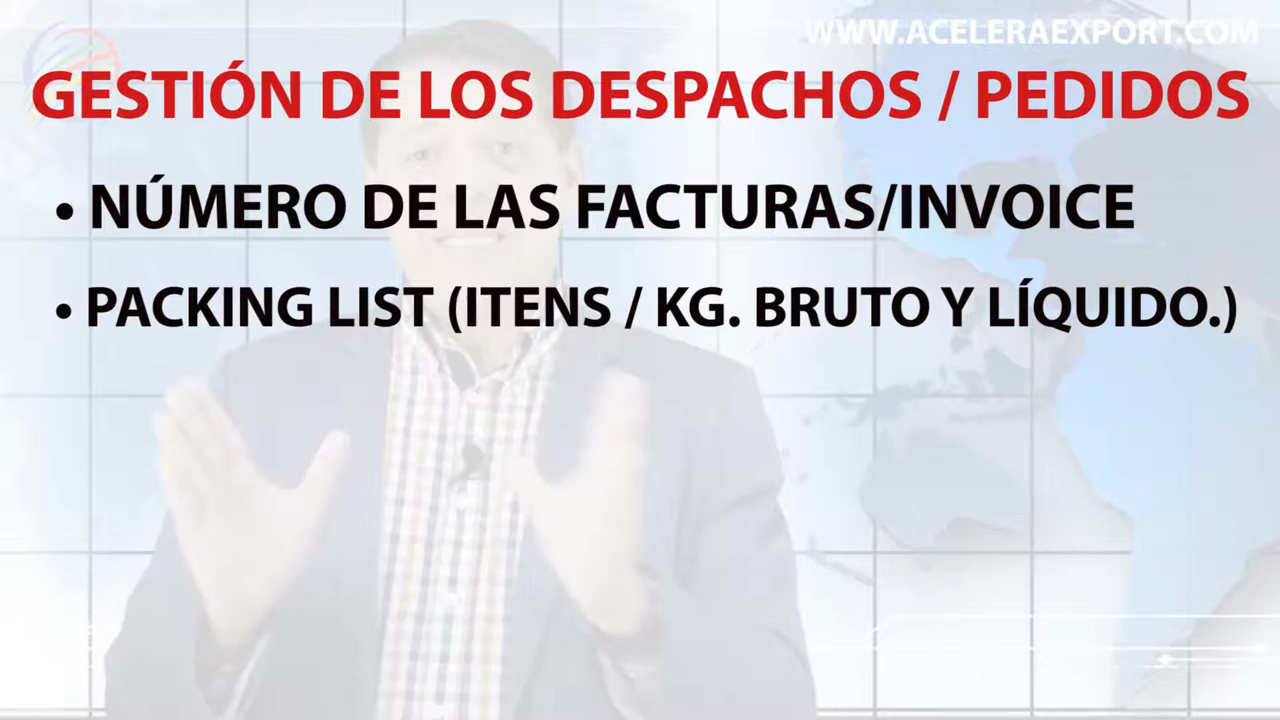 WWW.ACELERAEXPORT.COM
GESTIÓN DE LOS DESPACHOS / PEDIDOS
• NÚMERO DE LAS FACTURAS/INVOICE
• PACKING LIST (ITENS / KG. BRUTO Y LÍQUIDO.)